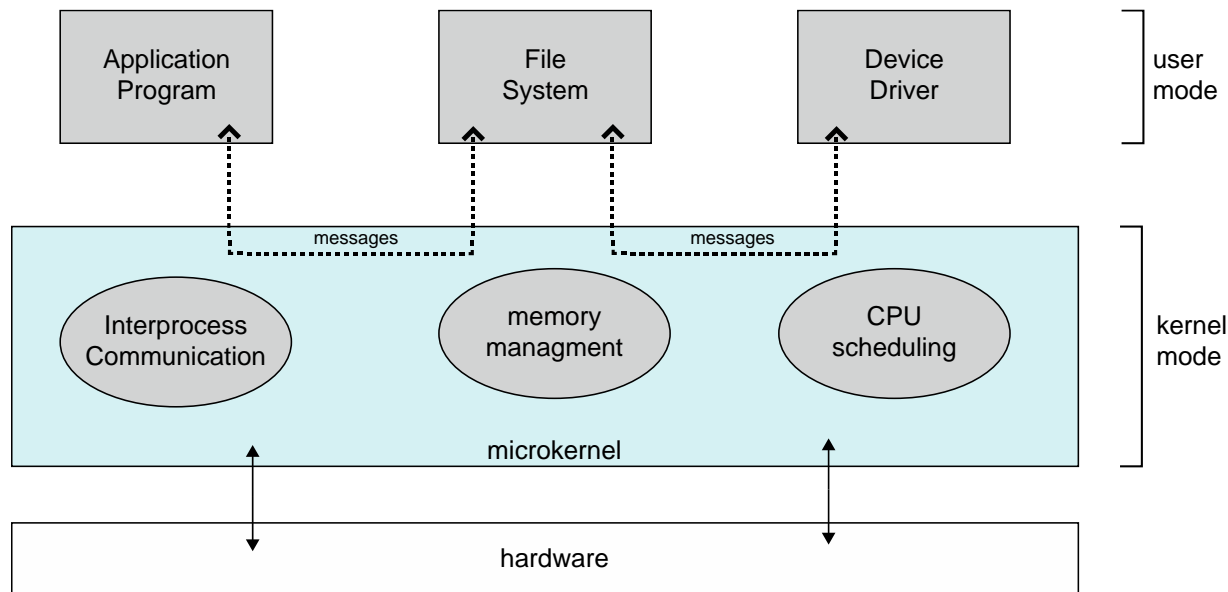 Application
Program
File
System
Device
Driver
user
mode
messages
messages
Interprocess
Communication
memory
managment
CPU
scheduling
kernel
mode
microkernel
hardware